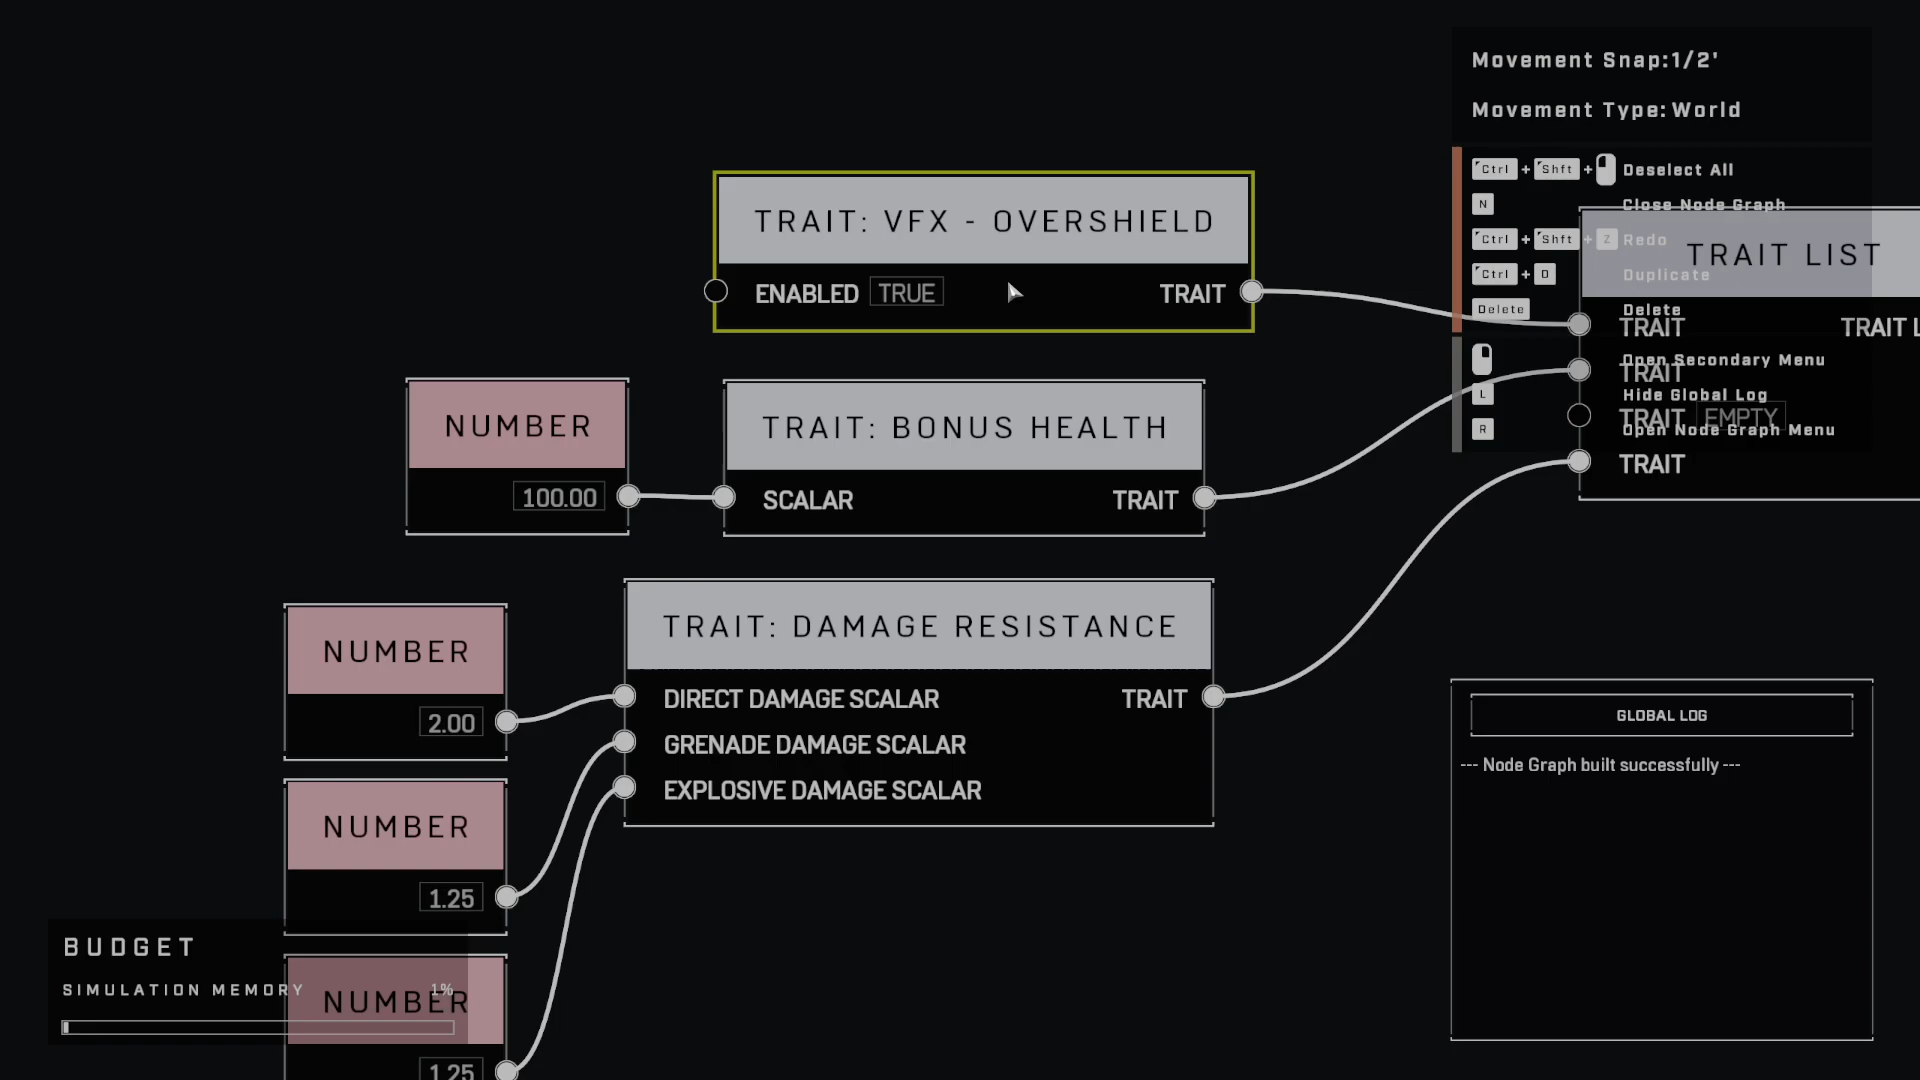 Movement Snap:1/2'
Movement Type:World
Ctrl + Shft + Deselect All
N Close Node Graph
Ctrl + Shft + Z Redo
Ctrl + D Duplicate
Delete Delete
Open Secondary Menu
L Hide Global Log
R Open Node Graph Menu
TRAIT: VFX - OVERSHIELD
ENABLED TRUE TRAIT
TRAIT LIST
TRAIT TRAIT L
TRAIT
TRAIT EMPTY
TRAIT
NUMBER
100.00
TRAIT: BONUS HEALTH
SCALAR TRAIT
NUMBER
2.00
TRAIT: DAMAGE RESISTANCE
DIRECT DAMAGE SCALAR TRAIT
GRENADE DAMAGE SCALAR
EXPLOSIVE DAMAGE SCALAR
NUMBER
1.25
NUMBER
1.25
GLOBAL LOG
--- Node Graph built successfully ---
BUDGET
SIMULATION MEMORY 1%